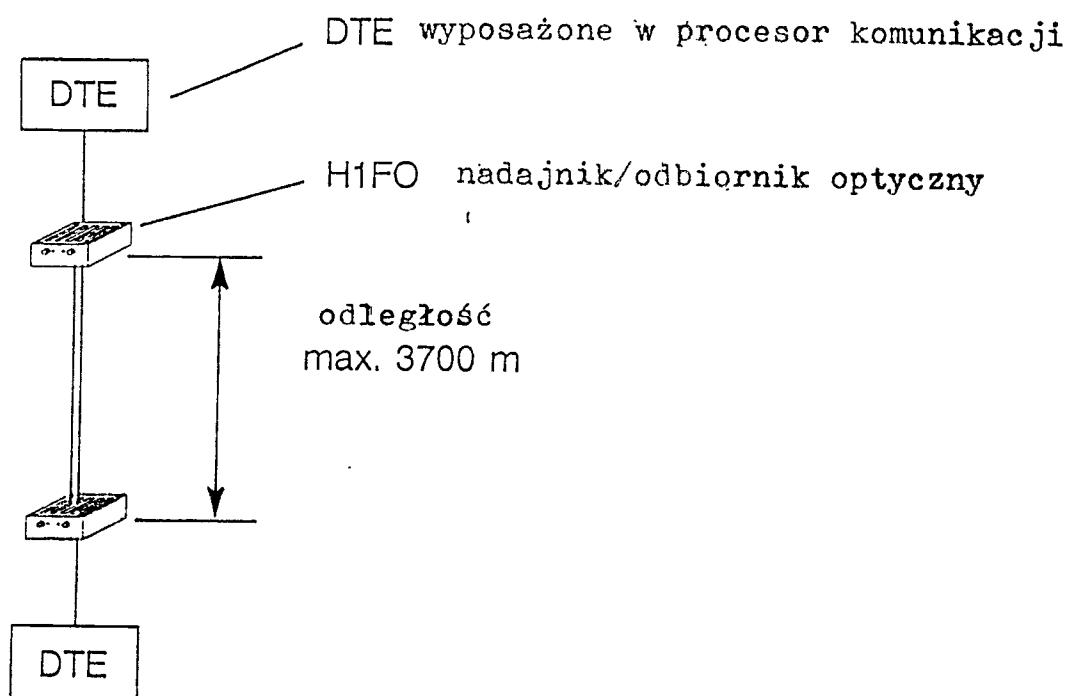 DTE wyposażone w procesor komunikacji
DTE
H1FO nadajnik/odbiornik optyczny
odległość
max. 3700 m
DTE